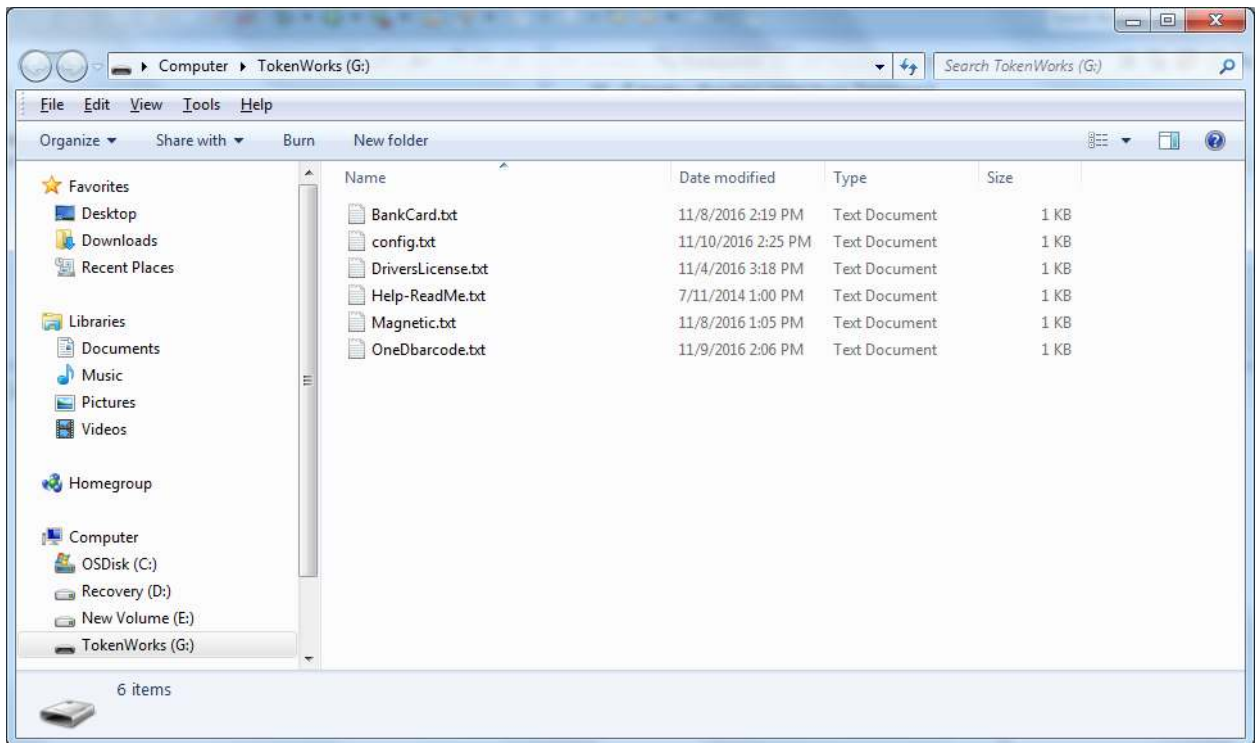 Computer ▸ TokenWorks (G:)
Search TokenWorks (G:)
File Edit View Tools Help
Organize Share with Burn New folder
Favorites
Desktop
Downloads
Recent Places
Libraries
Documents
Music
Pictures
Videos
Homegroup
Computer
OSDisk (C:)
Recovery (D:)
New Volume (E:)
TokenWorks (G:)
Name Date modified Type Size
BankCard.txt 11/8/2016 2:19 PM Text Document 1 KB
config.txt 11/10/2016 2:25 PM Text Document 1 KB
DriversLicense.txt 11/4/2016 3:18 PM Text Document 1 KB
Help-ReadMe.txt 7/11/2014 1:00 PM Text Document 1 KB
Magnetic.txt 11/8/2016 1:05 PM Text Document 1 KB
OneDbarcode.txt 11/9/2016 2:06 PM Text Document 1 KB
6 items